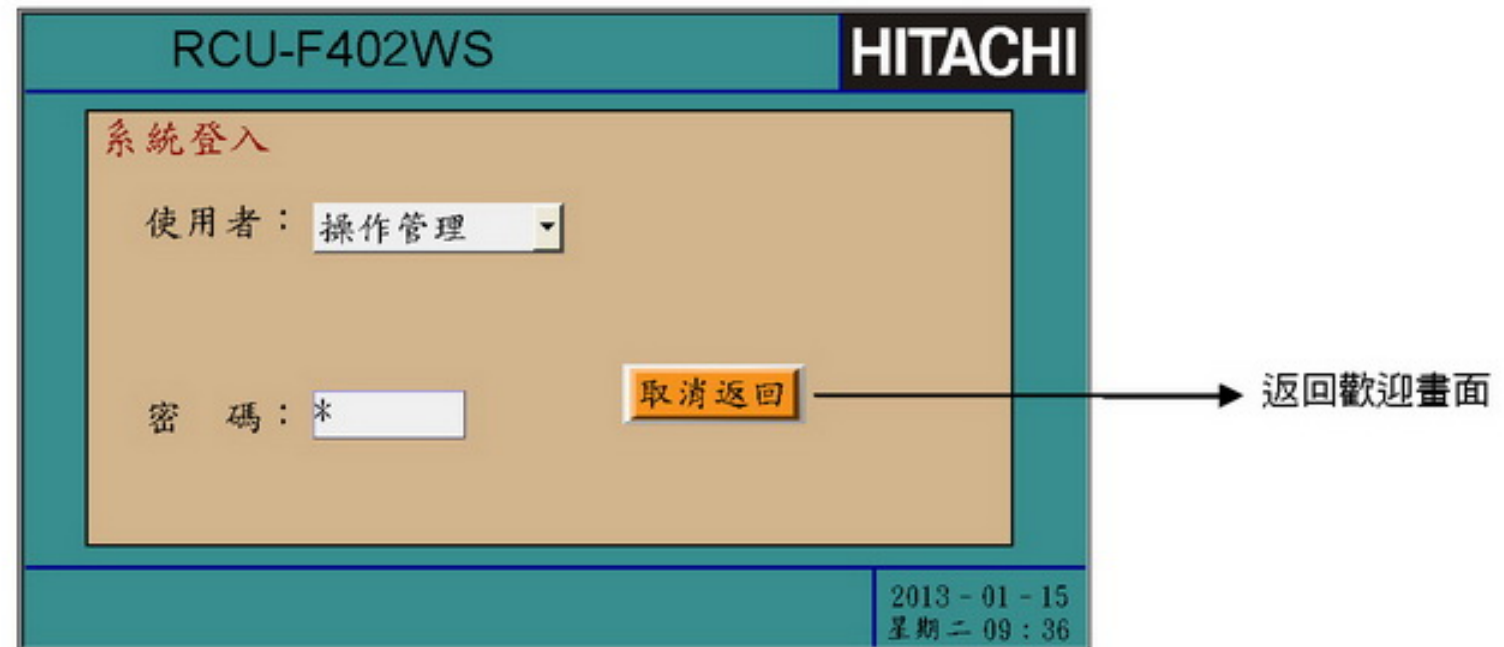 RCU-F402WS
HITACHI
系統登入
使用者：操作管理
密　碼：*
取消返回
返回歡迎畫面
2013－01－15
星期二 09：36